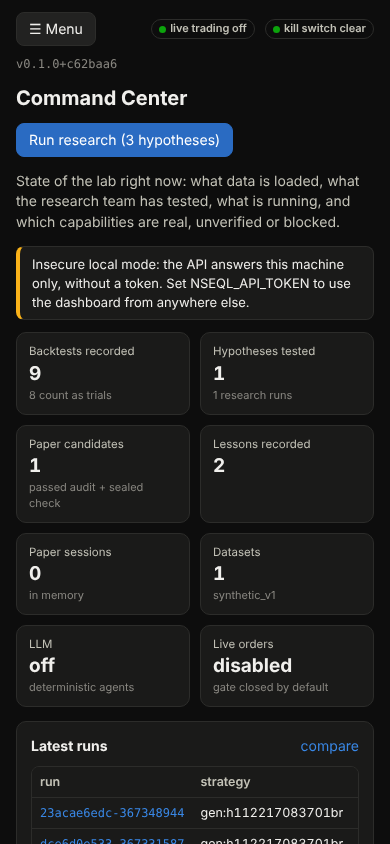 ☰ Menu
live trading off
kill switch clear
v0.1.0+c62baa6
Command Center
Run research (3 hypotheses)
State of the lab right now: what data is loaded, what
the research team has tested, what is running, and
which capabilities are real, unverified or blocked.
Insecure local mode: the API answers this machine
only, without a token. Set NSEQL_API_TOKEN to use
the dashboard from anywhere else.
Backtests recorded
9
8 count as trials
Hypotheses tested
1
1 research runs
Paper candidates
1
passed audit + sealed
check
Lessons recorded
2
Paper sessions
0
in memory
Datasets
1
synthetic_v1
LLM
off
deterministic agents
Live orders
disabled
gate closed by default
Latest runs
compare
run strategy
23acae6edc-367348944 gen:h112217083701br
dce6d0e533-367331587 gen:h112217083701br